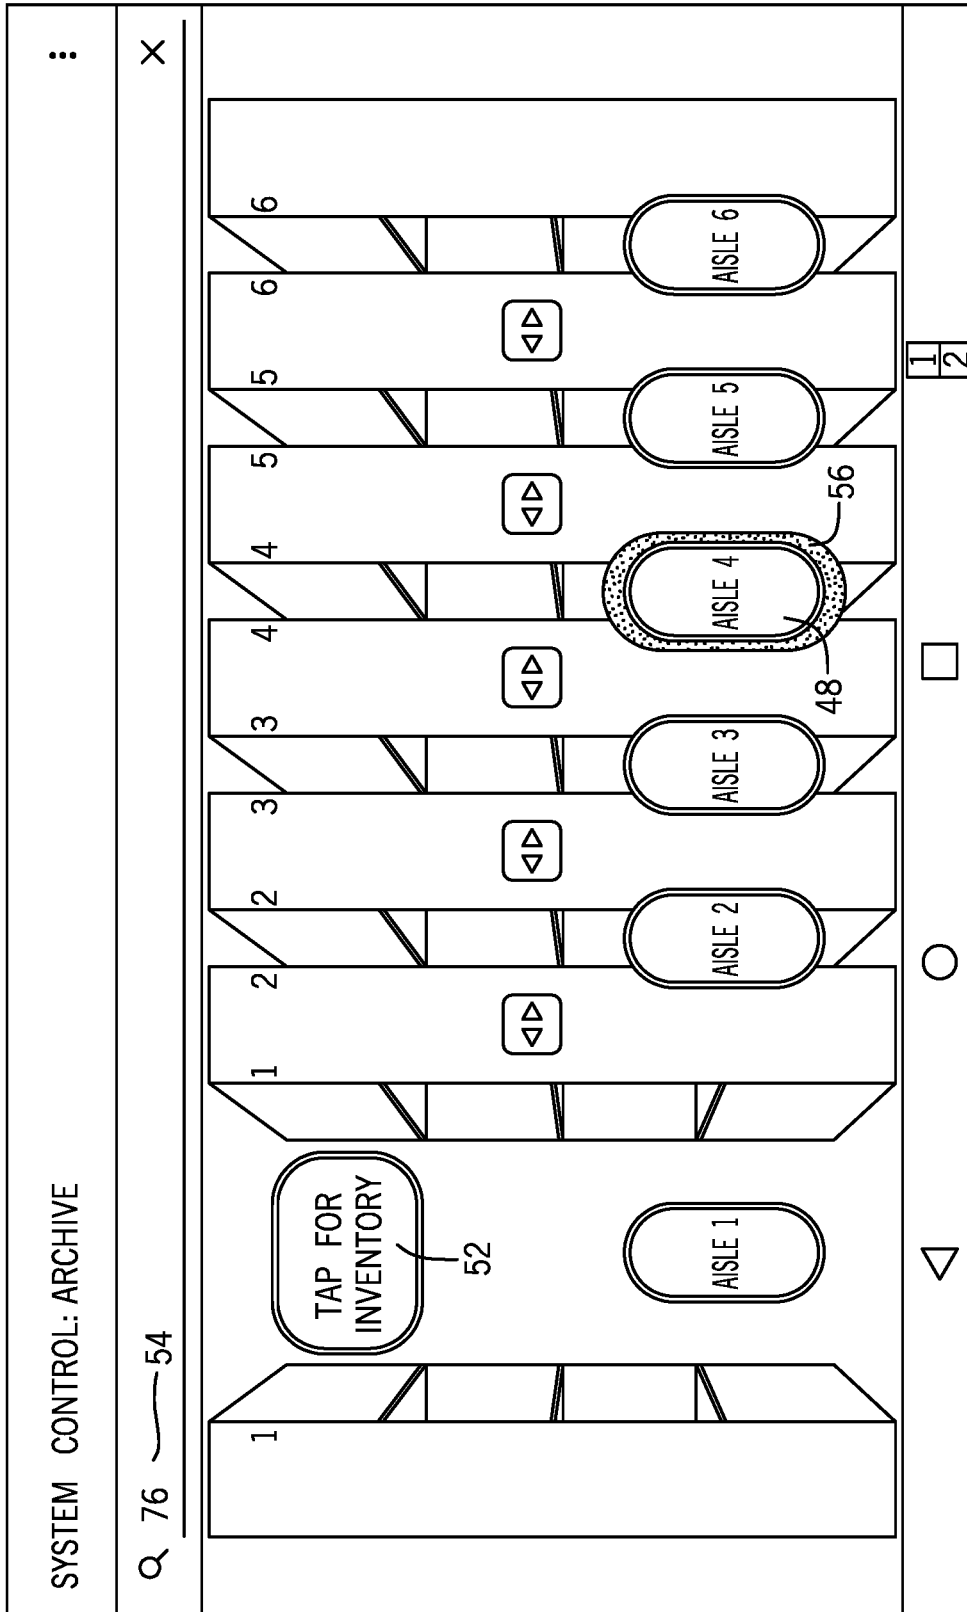 SYSTEM CONTROL: ARCHIVE
76
54
1
1
2
2
3
3
4
4
5
5
6
6
TAP FOR
INVENTORY
52
AISLE 1
AISLE 2
AISLE 3
AISLE 4
AISLE 5
AISLE 6
48
56
1
2